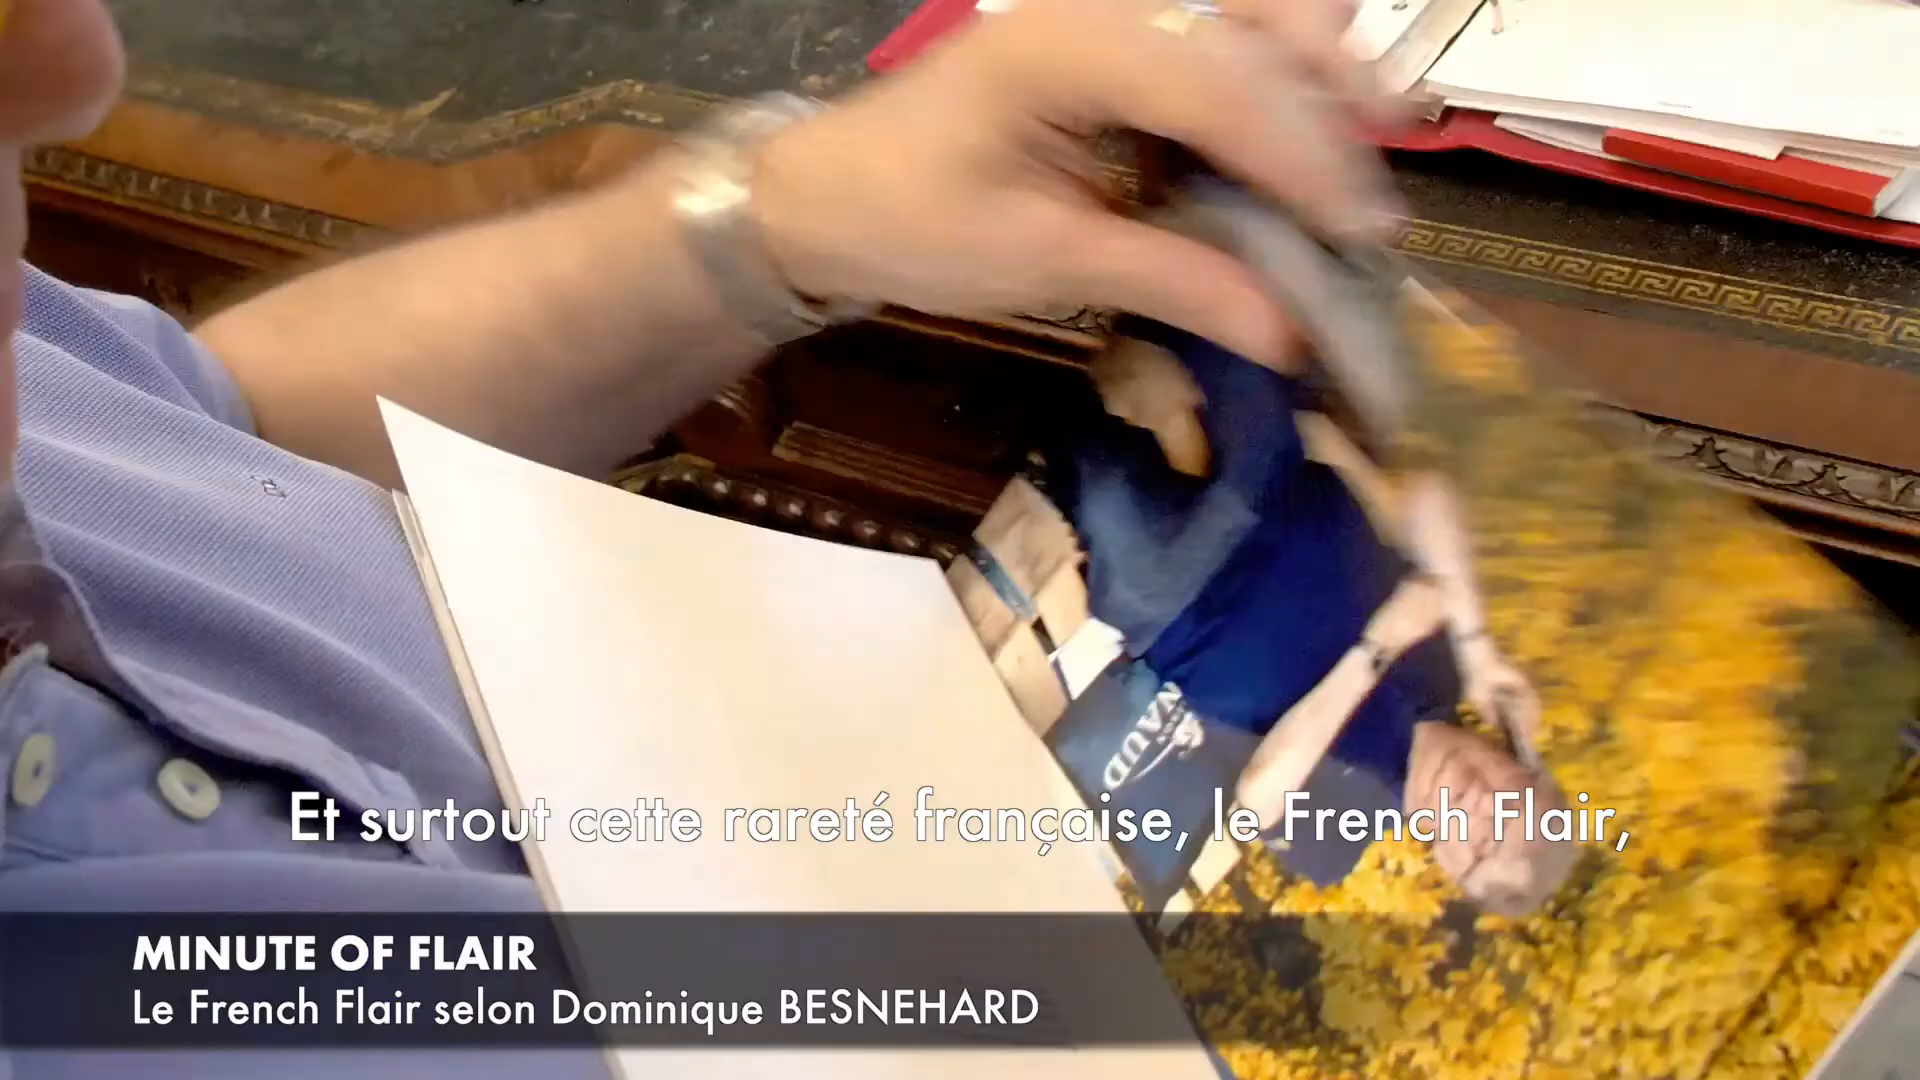 Et surtout cette rareté française, le French Flair,
MINUTE OF FLAIR
Le French Flair selon Dominique BESNEHARD